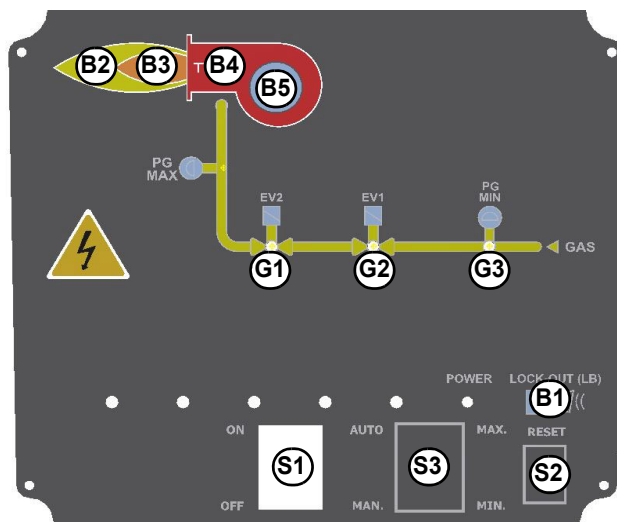 B2 B3 B4
B5
PG
MAX
EV2 EV1 PG
MIN
GAS
G1 G2 G3
POWER LOCK-OUT (LB)
B1
ON AUTO MAX. RESET
S1 S3 S2
OFF MAN. MIN.